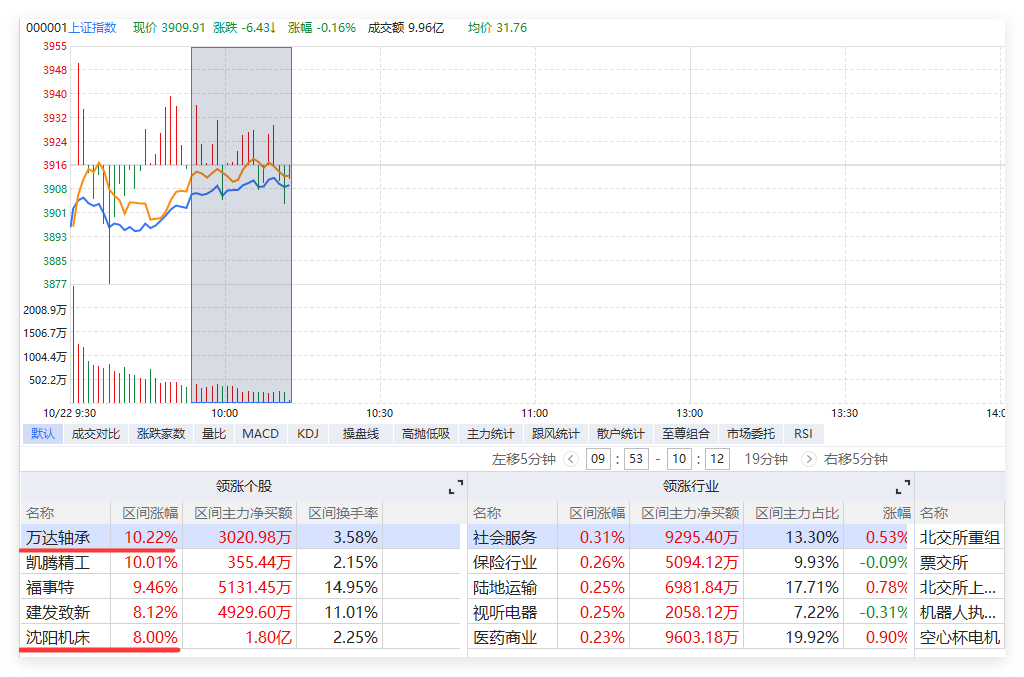 000001上证指数 现价 3909.91 涨跌 -6.43↓ 涨幅 -0.16% 成交额 9.96亿 均价 31.76
3955
3948
3940
3932
3924
3916
3908
3901
3893
3885
3877
2008.9万
1506.7万
1004.4万
502.2万
10/22 9:30 10:00 10:30 11:00 13:00 13:30 14:0
默认 成交对比 涨跌家数 量比 MACD KDJ 操盘线 高抛低吸 主力统计 跟风统计 散户统计 至尊组合 市场委托 RSI
左移5分钟 < 09 : 53 - 10 : 12 19分钟 > 右移5分钟
领涨个股 领涨行业
名称 区间涨幅 区间主力净买额 区间换手率 名称 区间涨幅 区间主力净买额 区间主力占比 涨幅 名称
万达轴承 10.22% 3020.98万 3.58% 社会服务 0.31% 9295.40万 13.30% 0.53% 北交所重组
凯腾精工 10.01% 355.44万 2.15% 保险行业 0.26% 5094.12万 9.93% -0.09% 票交所
福事特 9.46% 5131.45万 14.95% 陆地运输 0.25% 6981.84万 17.71% 0.78% 北交所上...
建发致新 8.12% 4929.60万 11.01% 视听电器 0.25% 2058.12万 7.22% -0.31% 机器人执...
沈阳机床 8.00% 1.80亿 2.25% 医药商业 0.23% 9603.18万 19.92% 0.90% 空心杯电机